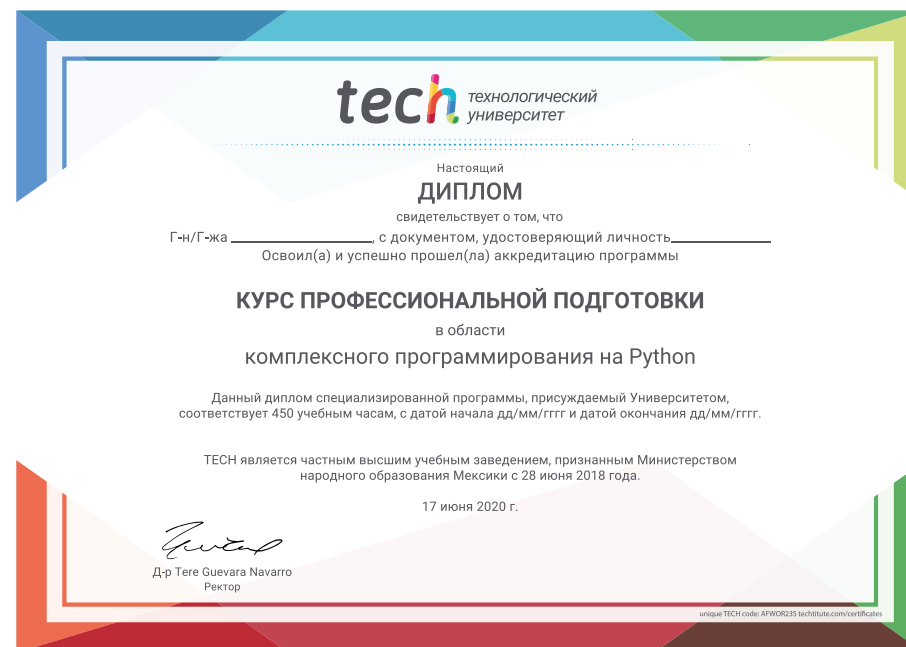 tech технологический
университет
Настоящий
ДИПЛОМ
свидетельствует о том, что
Г-н/Г-жа ____________________, с документом, удостоверяющий личность______________
Освоил(а) и успешно прошел(ла) аккредитацию программы
КУРС ПРОФЕССИОНАЛЬНОЙ ПОДГОТОВКИ
в области
комплексного программирования на Python
Данный диплом специализированной программы, присуждаемый Университетом,
соответствует 450 учебным часам, с датой начала дд/мм/гггг и датой окончания дд/мм/гггг.
TECH является частным высшим учебным заведением, признанным Министерством
народного образования Мексики с 28 июня 2018 года.
17 июня 2020 г.
Д-р Tere Guevara Navarro
Ректор
unique TECH code: AFWOR23S techtitute.com/certificates